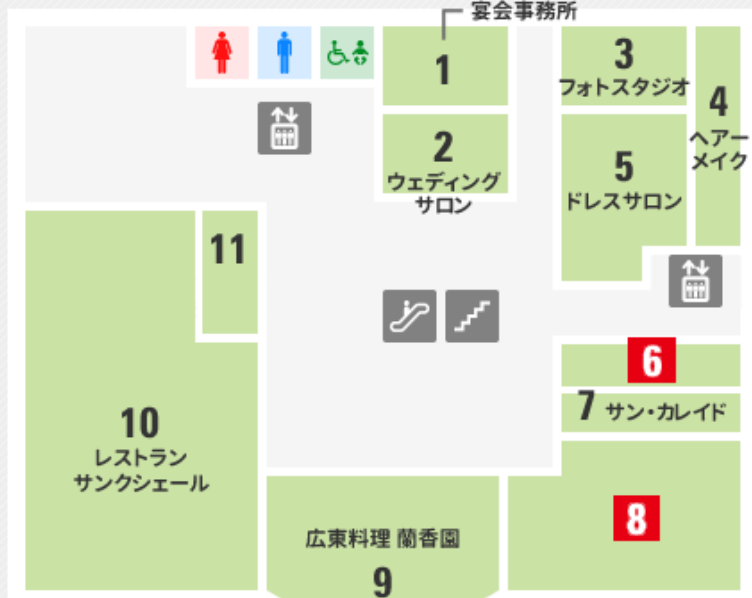 宴会事務所
1
2
ウェディング
サロン
3
フォトスタジオ
4
ヘアー
メイク
5
ドレスサロン
11
6
7 サン・カレイド
10
レストラン
サンクシェール
8
広東料理 蘭香園
9